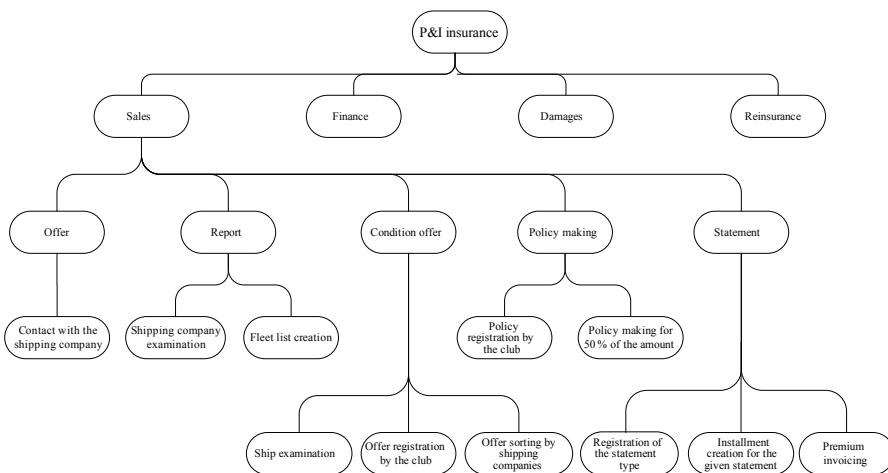 P&I insurance
Sales
Finance
Damages
Reinsurance
Offer
Report
Condition offer
Policy making
Statement
Contact with the
shipping company
Shipping company
examination
Fleet list creation
Policy
registration by
the club
Policy making for
50% of the amount
Ship examination
Offer registration
by the club
Offer sorting by
shipping
companies
Registration of
the statement
type
Installment
creation for the
given statement
Premium
invoicing